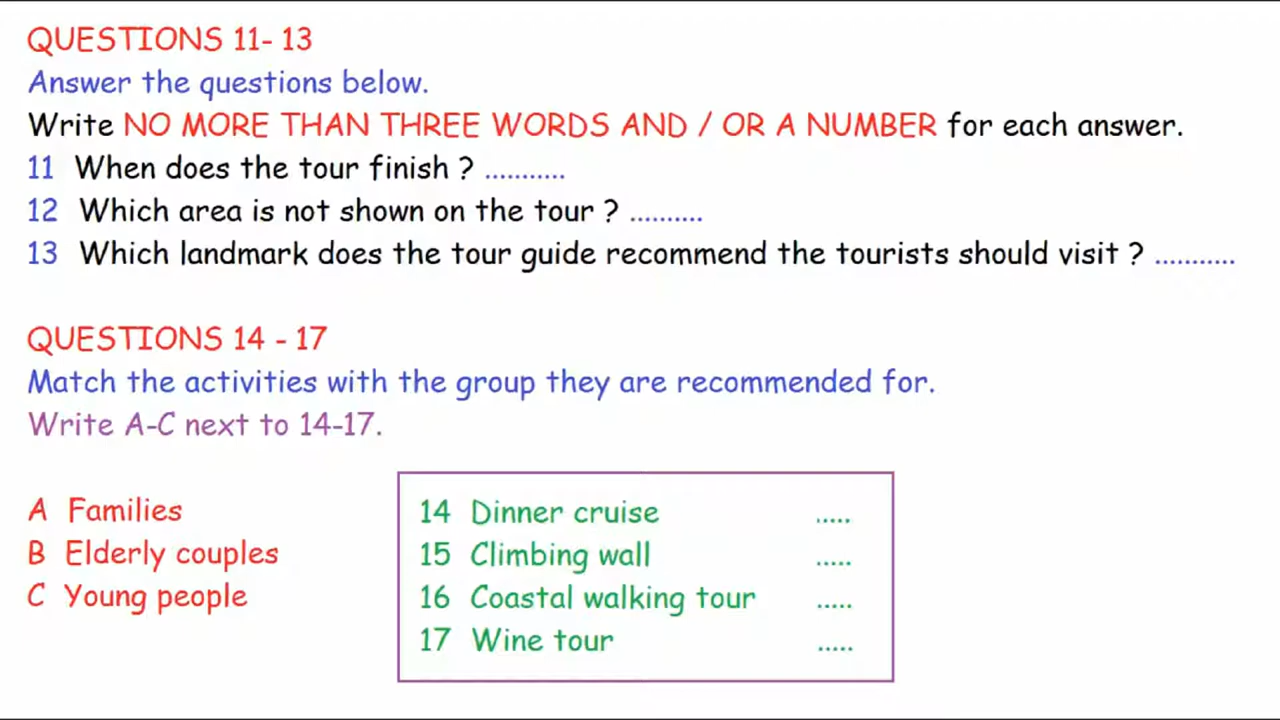 QUESTIONS 11- 13
Answer the questions below.
Write NO MORE THAN THREE WORDS AND / OR A NUMBER for each answer.
11 When does the tour finish ? ...........
12 Which area is not shown on the tour ? ..........
13 Which landmark does the tour guide recommend the tourists should visit ? ...........
QUESTIONS 14 - 17
Match the activities with the group they are recommended for.
Write A-C next to 14-17.
A Families
B Elderly couples
C Young people
14 Dinner cruise .....
15 Climbing wall .....
16 Coastal walking tour .....
17 Wine tour .....